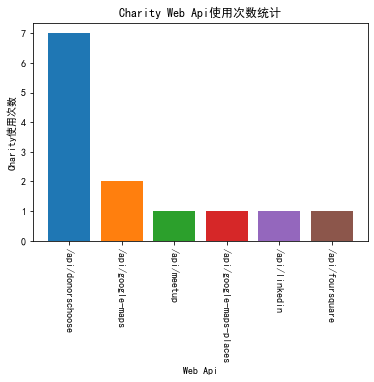 Charity Web Api使用次数统计
Charity使用次数
7
6
5
4
3
2
1
0
/api/donorschoose
/api/google-maps
/api/meetup
/api/google-maps-places
/api/linkedin
/api/foursquare
Web Api